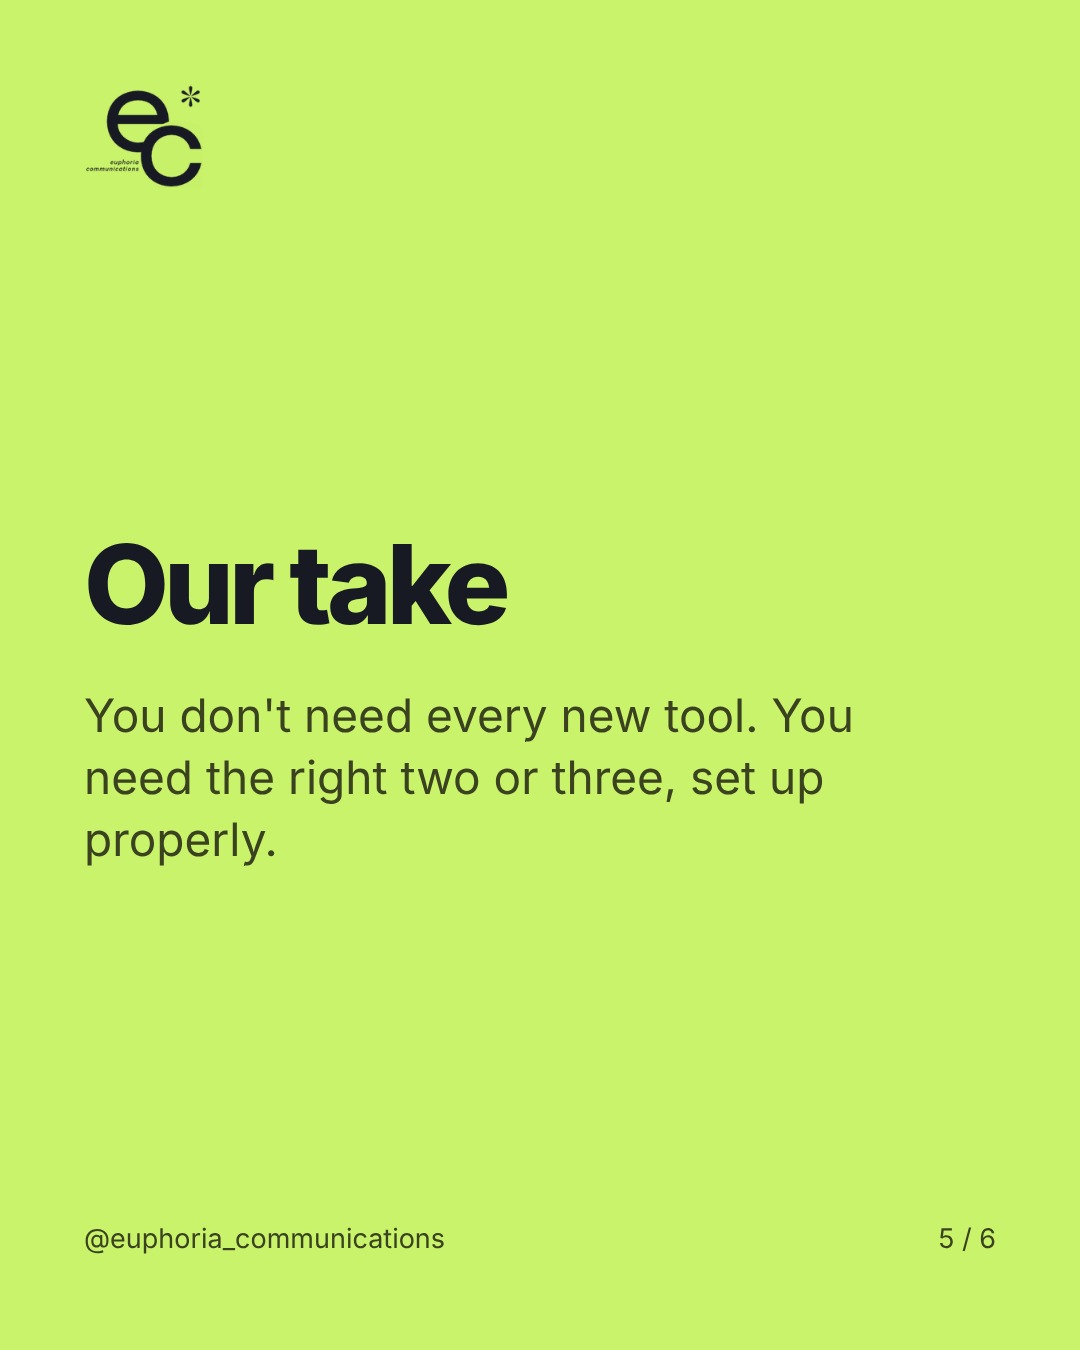 ec*
euphoria
communications
Our take
You don't need every new tool. You
need the right two or three, set up
properly.
@euphoria_communications
5 / 6